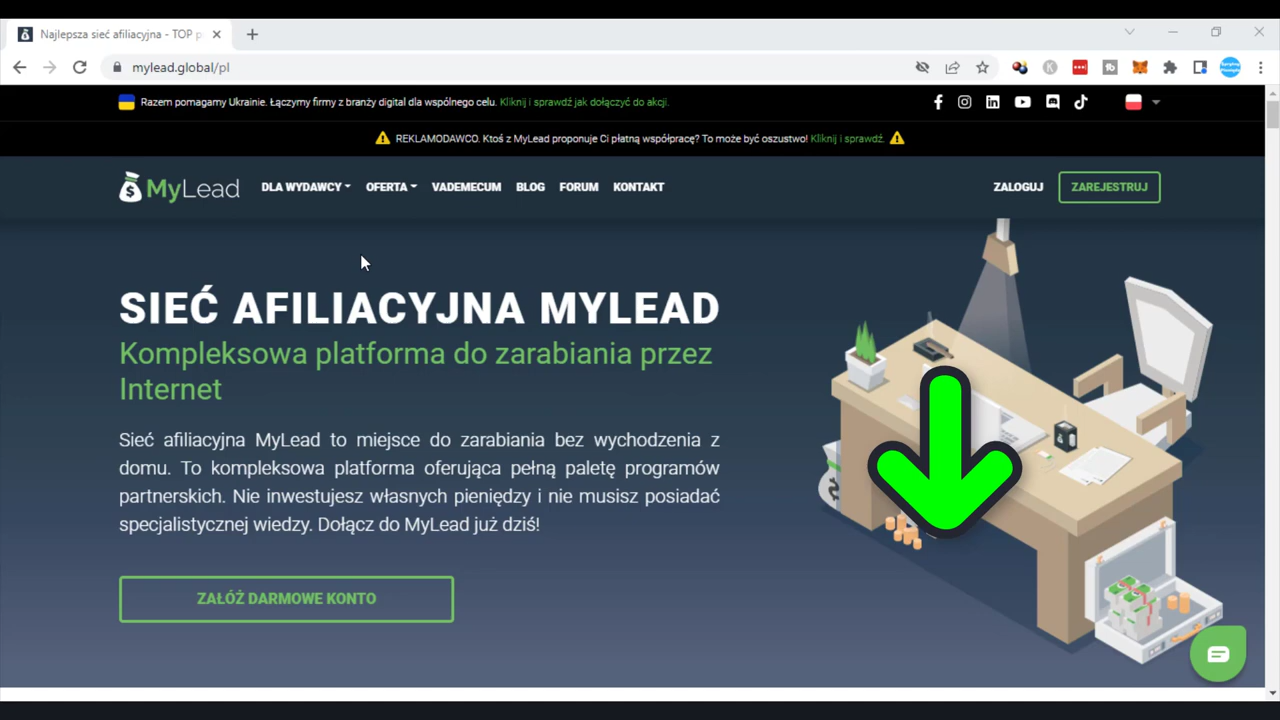 Najlepsza sieć afiliacyjna - TOP p
mylead.global/pl
Razem pomagamy Ukrainie. Łączymy firmy z branży digital dla wspólnego celu. Kliknij i sprawdź jak dołączyć do akcji.
REKLAMODAWCO. Ktoś z MyLead proponuje Ci płatną współpracę? To może być oszustwo! Kliknij i sprawdź.
MyLead DLA WYDAWCY OFERTA VADEMECUM BLOG FORUM KONTAKT ZALOGUJ ZAREJESTRUJ
SIEĆ AFILIACYJNA MYLEAD
Kompleksowa platforma do zarabiania przez
Internet
Sieć afiliacyjna MyLead to miejsce do zarabiania bez wychodzenia z
domu. To kompleksowa platforma oferująca pełną paletę programów
partnerskich. Nie inwestujesz własnych pieniędzy i nie musisz posiadać
specjalistycznej wiedzy. Dołącz do MyLead już dziś!
ZAŁÓŻ DARMOWE KONTO